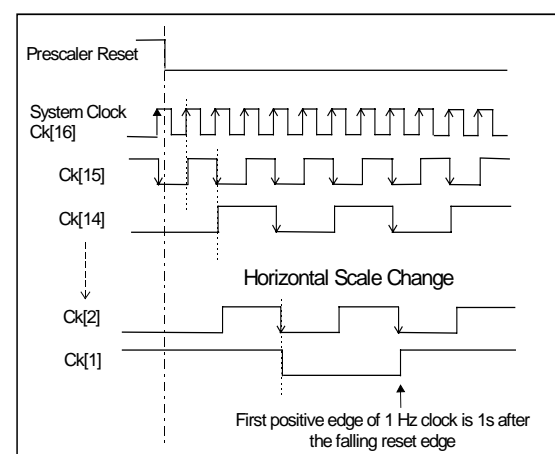 Prescaler Reset
System Clock
Ck[16]
Ck[15]
Ck[14]
Horizontal Scale Change
Ck[2]
Ck[1]
First positive edge of 1 Hz clock is 1s after
the falling reset edge